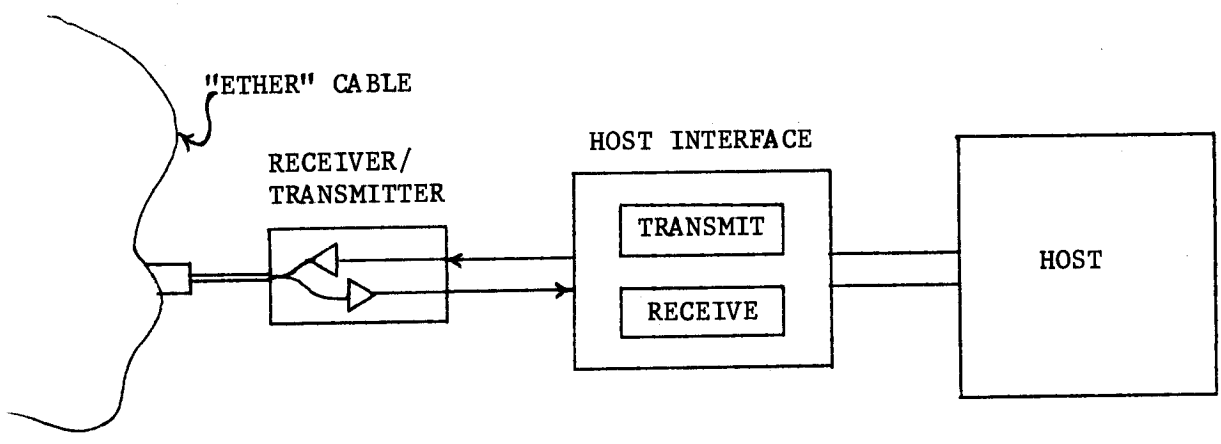 "ETHER" CABLE
RECEIVER/
TRANSMITTER
HOST INTERFACE
TRANSMIT
RECEIVE
HOST